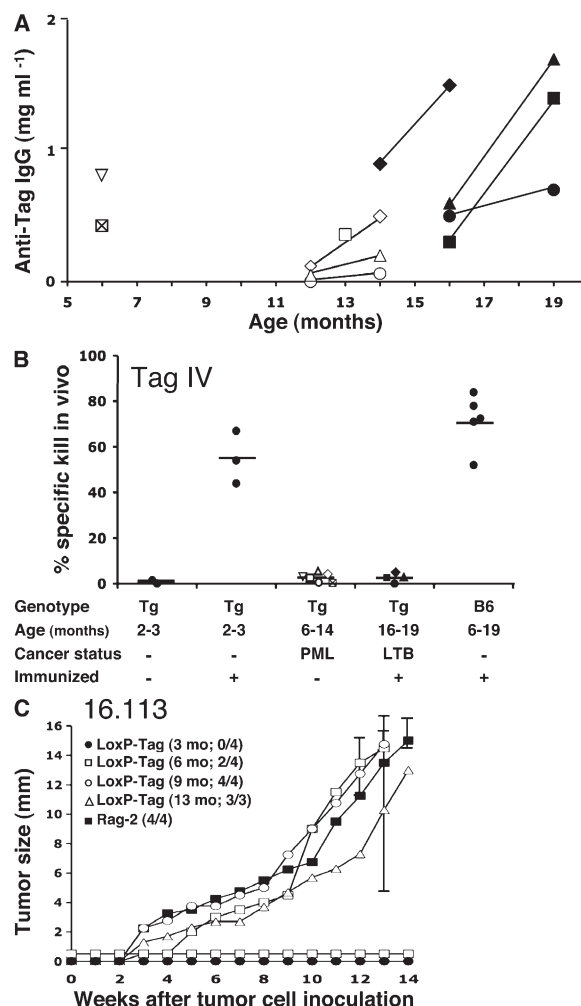 A
Anti-Tag IgG (mg ml -1)
2
1
0
5 7 9 11 13 15 17 19
Age (months)
B
Tag IV
% specific kill in vivo
100
80
60
40
20
0
Genotype Tg Tg Tg Tg B6
Age (months) 2-3 2-3 6-14 16-19 6-19
Cancer status - - PML LTB -
Immunized - + - + +
C
16.113
Tumor size (mm)
16
14
12
10
8
6
4
2
0
LoxP-Tag (3 mo; 0/4)
LoxP-Tag (6 mo; 2/4)
LoxP-Tag (9 mo; 4/4)
LoxP-Tag (13 mo; 3/3)
Rag-2 (4/4)
0 2 4 6 8 10 12 14
Weeks after tumor cell inoculation